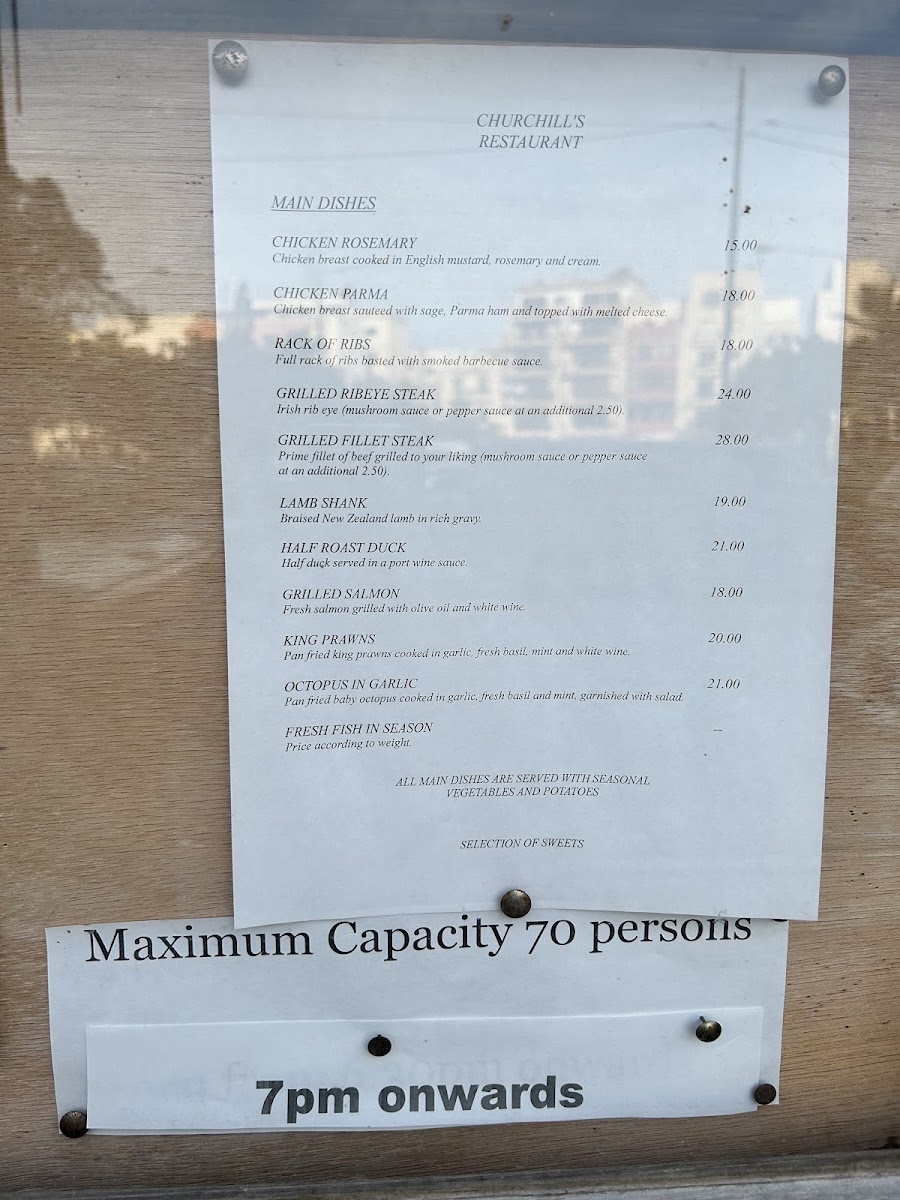 CHURCHILL'S
RESTAURANT
MAIN DISHES
CHICKEN ROSEMARY 15.00
Chicken breast cooked in English mustard, rosemary and cream.
CHICKEN PARMA 18.00
Chicken breast sauteed with sage, Parma ham and topped with melted cheese.
RACK OF RIBS 18.00
Full rack of ribs basted with smoked barbecue sauce.
GRILLED RIBEYE STEAK 24.00
Irish rib eye (mushroom sauce or pepper sauce at an additional 2.50).
GRILLED FILLET STEAK 28.00
Prime fillet of beef grilled to your liking (mushroom sauce or pepper sauce
at an additional 2.50).
LAMB SHANK 19.00
Braised New Zealand lamb in rich gravy.
HALF ROAST DUCK 21.00
Half duck served in a port wine sauce.
GRILLED SALMON 18.00
Fresh salmon grilled with olive oil and white wine.
KING PRAWNS 20.00
Pan fried king prawns cooked in garlic, fresh basil, mint and white wine.
OCTOPUS IN GARLIC 21.00
Pan fried baby octopus cooked in garlic, fresh basil and mint, garnished with salad.
FRESH FISH IN SEASON --
Price according to weight.
ALL MAIN DISHES ARE SERVED WITH SEASONAL
VEGETABLES AND POTATOES
SELECTION OF SWEETS
Maximum Capacity 70 persons
7pm onwards